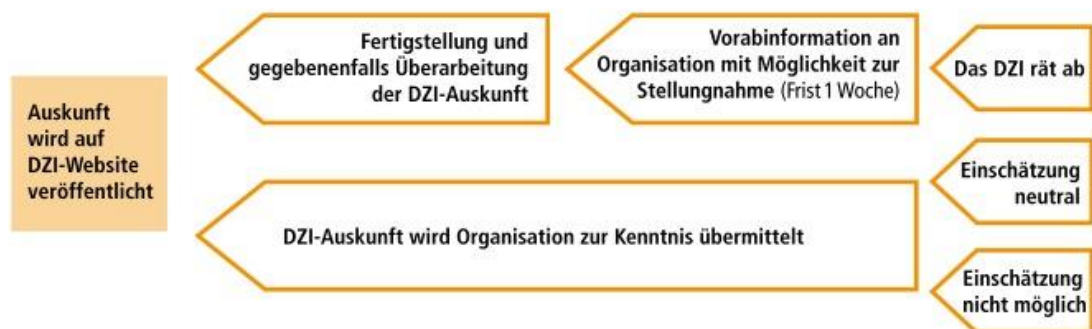 Auskunft
wird auf
DZI-Website
veröffentlicht
Fertigstellung und
gegebenenfalls Überarbeitung
der DZI-Auskunft
Vorabinformation an
Organisation mit Möglichkeit zur
Stellungnahme (Frist 1 Woche)
Das DZI rät ab
DZI-Auskunft wird Organisation zur Kenntnis übermittelt
Einschätzung
neutral
Einschätzung
nicht möglich